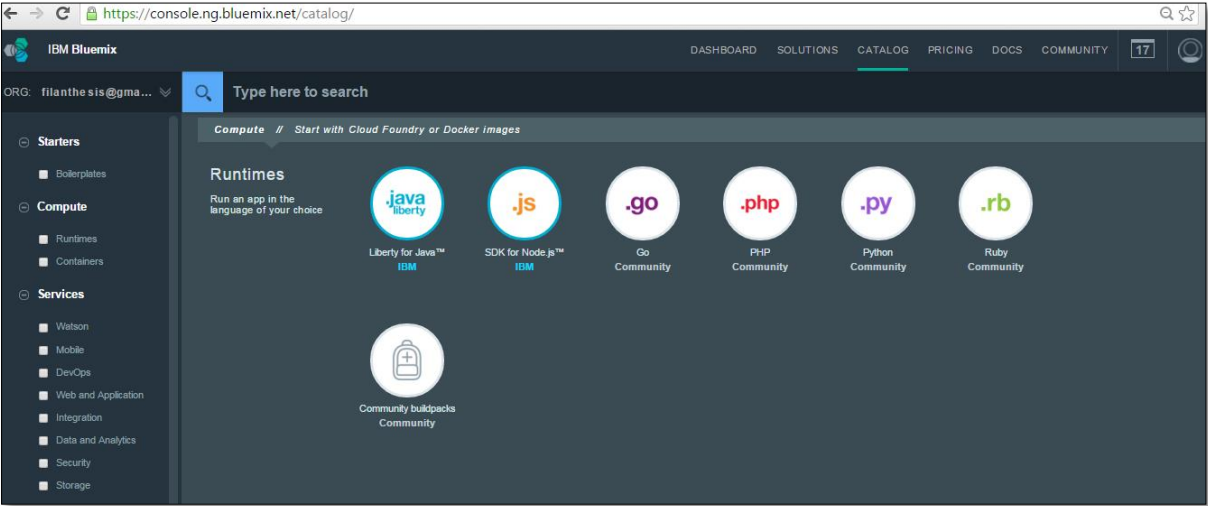 https://console.ng.bluemix.net/catalog/
IBM Bluemix
DASHBOARD SOLUTIONS CATALOG PRICING DOCS COMMUNITY 17
ORG: filanthesis@gma... Type here to search
Compute // Start with Cloud Foundry or Docker images
Starters
Boilerplates
Compute
Runtimes
Containers
Services
Watson
Mobile
DevOps
Web and Application
Integration
Data and Analytics
Security
Storage
Runtimes
Run an app in the
language of your choice
.java
liberty
Liberty for Java™
IBM
.js
SDK for Node.js™
IBM
.go
Go
Community
.php
PHP
Community
.py
Python
Community
.rb
Ruby
Community
Community buildpacks
Community